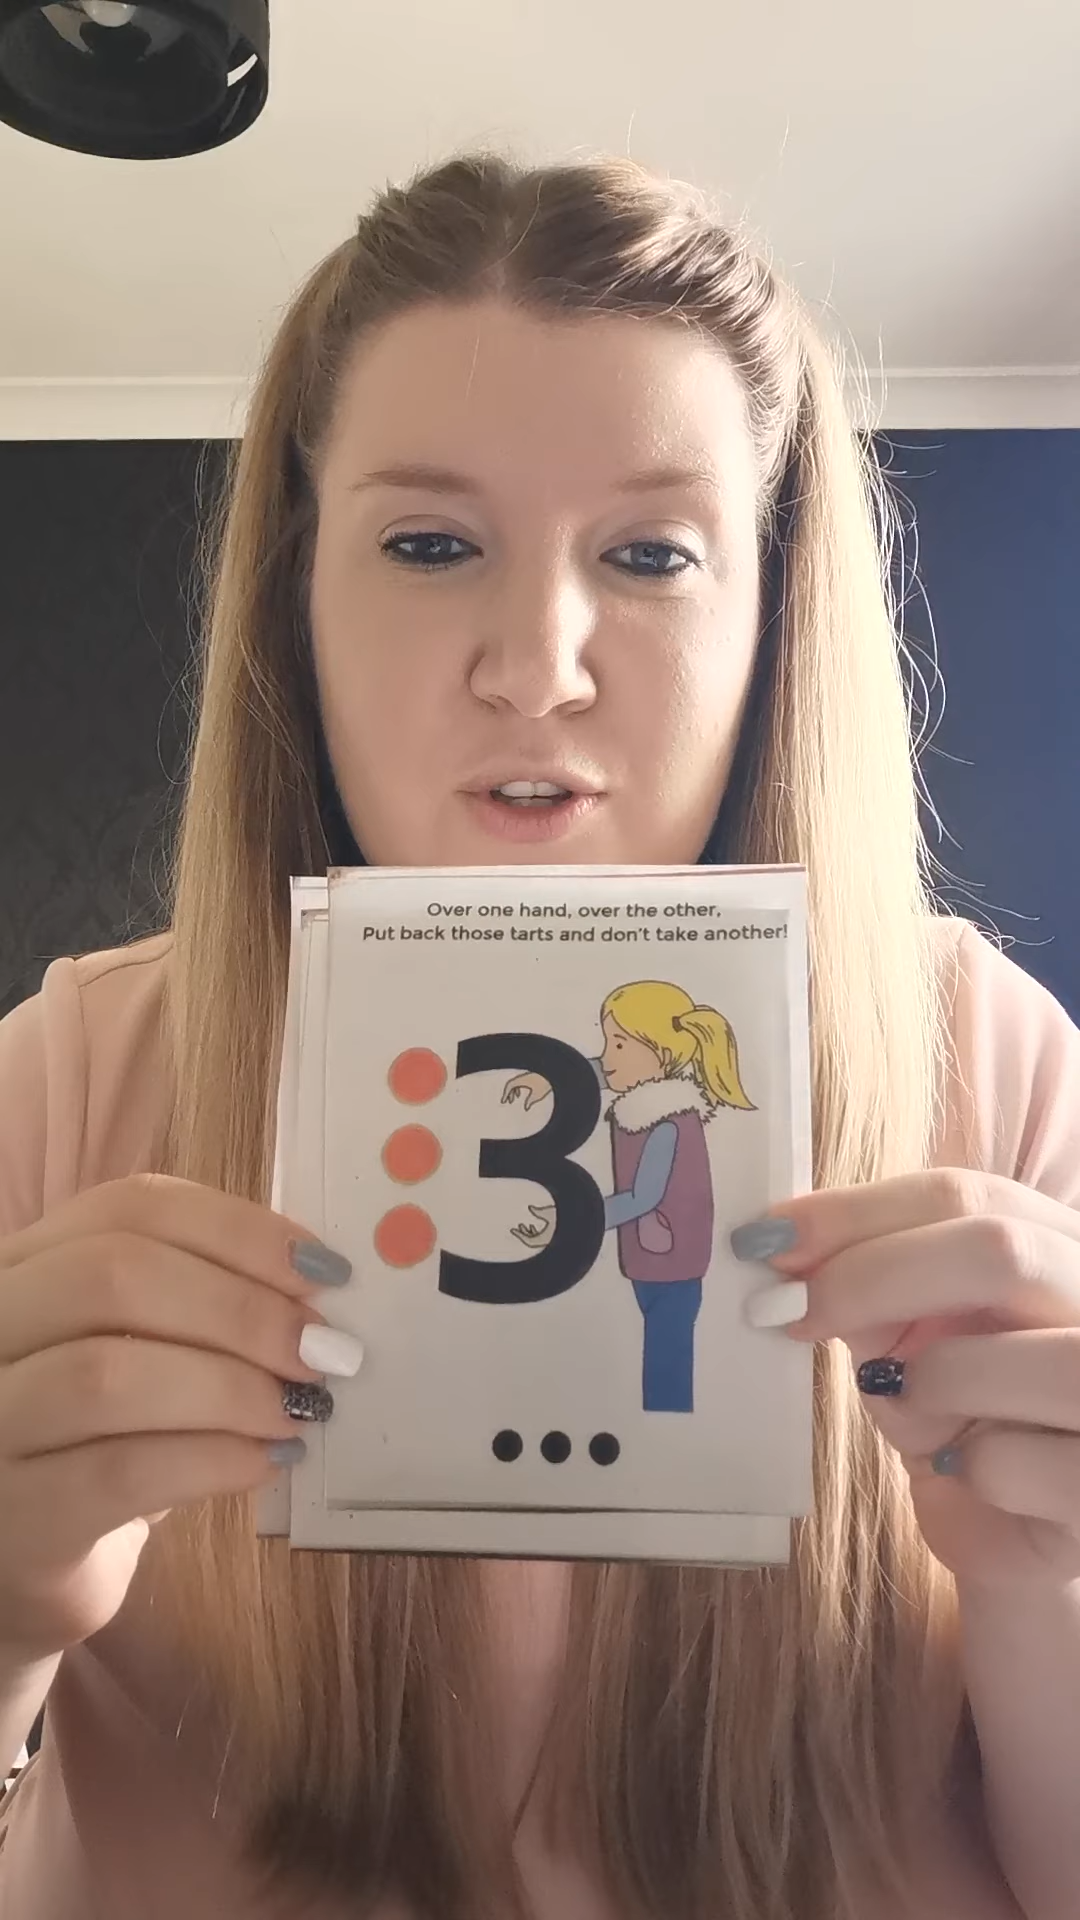 Over one hand, over the other,
Put back those tarts and don't take another!
3